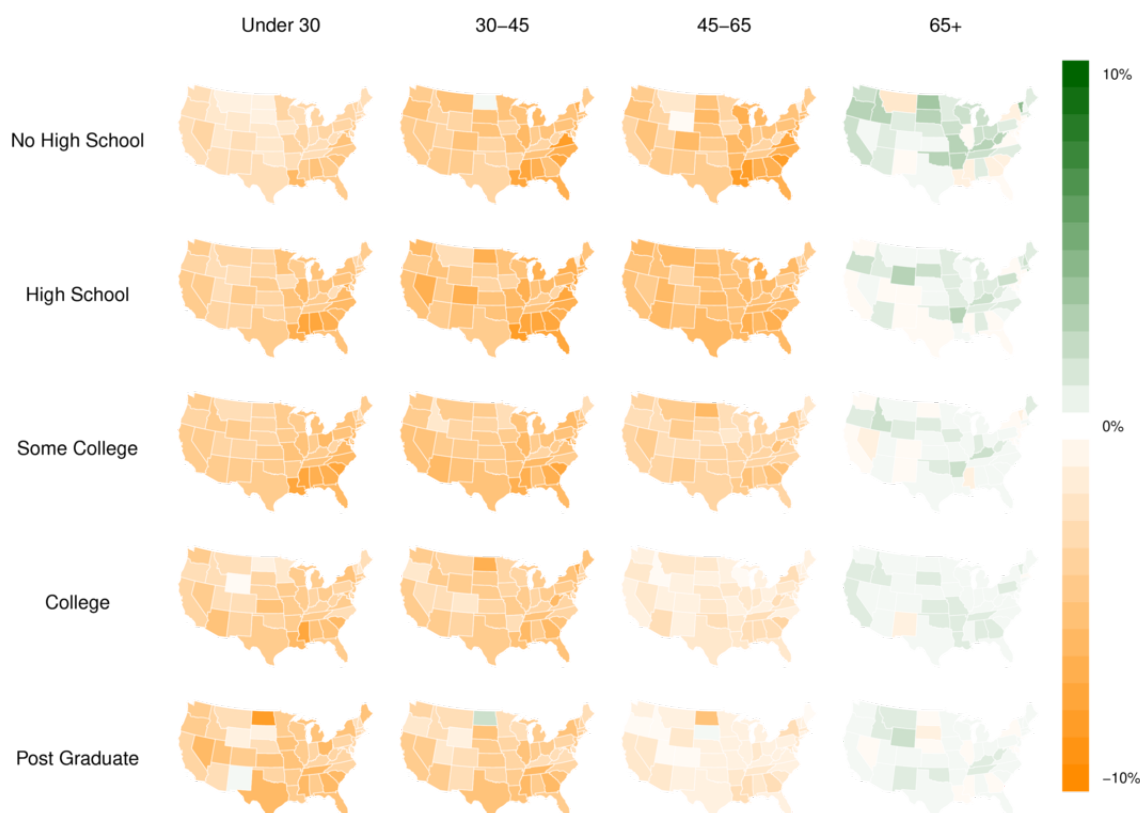 Under 30
30–45
45–65
65+
10%
No High School
High School
0%
Some College
College
Post Graduate
−10%